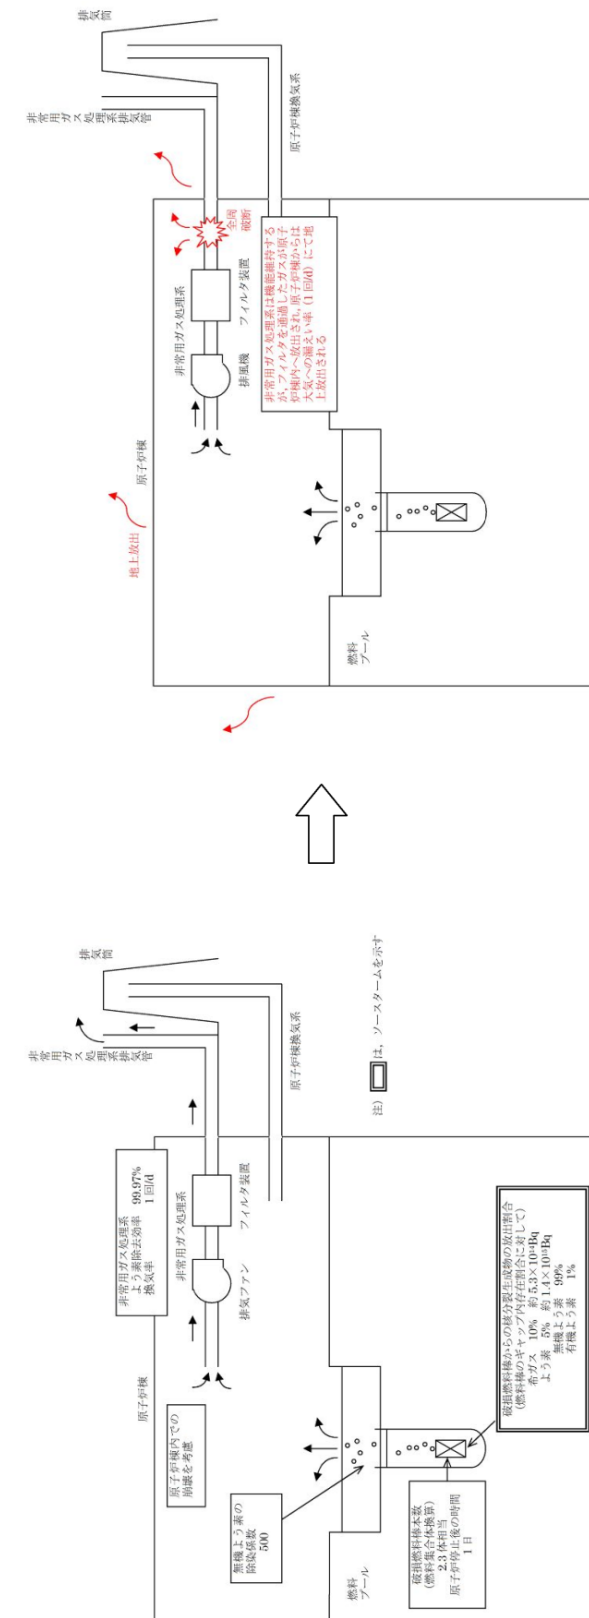 原子炉棟
非常用ガス処理系
よう素除去効率 99.97%
換気率 1回/d
非常用ガス処理系
排気ファン
フィルタ装置
非常用ガス処理系排気管
排気筒
原子炉棟換気系
原子炉棟内での
崩壊を考慮
無機よう素の
除染係数
500
燃料
プール
破損燃料棒本数
(燃料集合体換算)
2.3体相当
原子炉停止後の時間
1日
破損燃料棒からの核分裂生成物の放出割合
(燃料棒のギャップ内存在割合に対して)
希ガス 10% 約5.3×10¹⁴Bq
よう素 5% 約1.4×10¹⁴Bq
無機よう素 99%
有機よう素 1%
注) は，ソースタームを示す
地上放出
原子炉棟
非常用ガス処理系
排風機
フィルタ装置
全周
破断
非常用ガス処理系排気管
排気筒
原子炉棟換気系
非常用ガス処理系は機能維持する
が，フィルタを通過したガスが原子
炉棟内へ放出され，原子炉棟からは
大気への漏えい率（1回/d）にて地
上放出される
燃料
プール